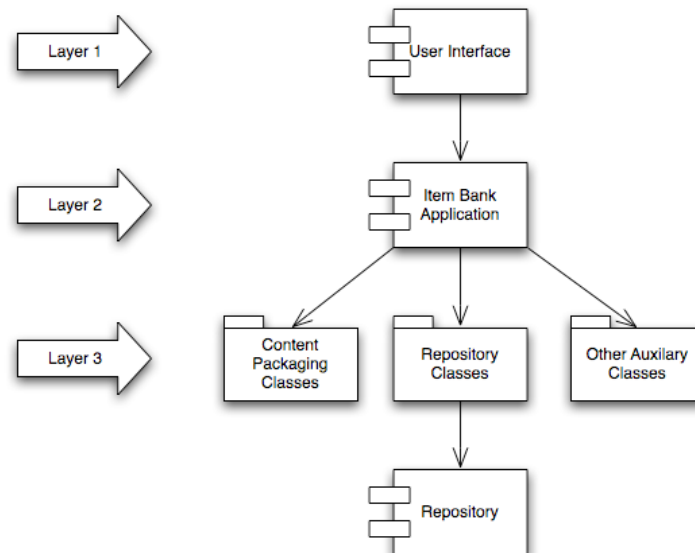 Layer 1
User Interface
Layer 2
Item Bank
Application
Layer 3
Content
Packaging
Classes
Repository
Classes
Other Auxilary
Classes
Repository